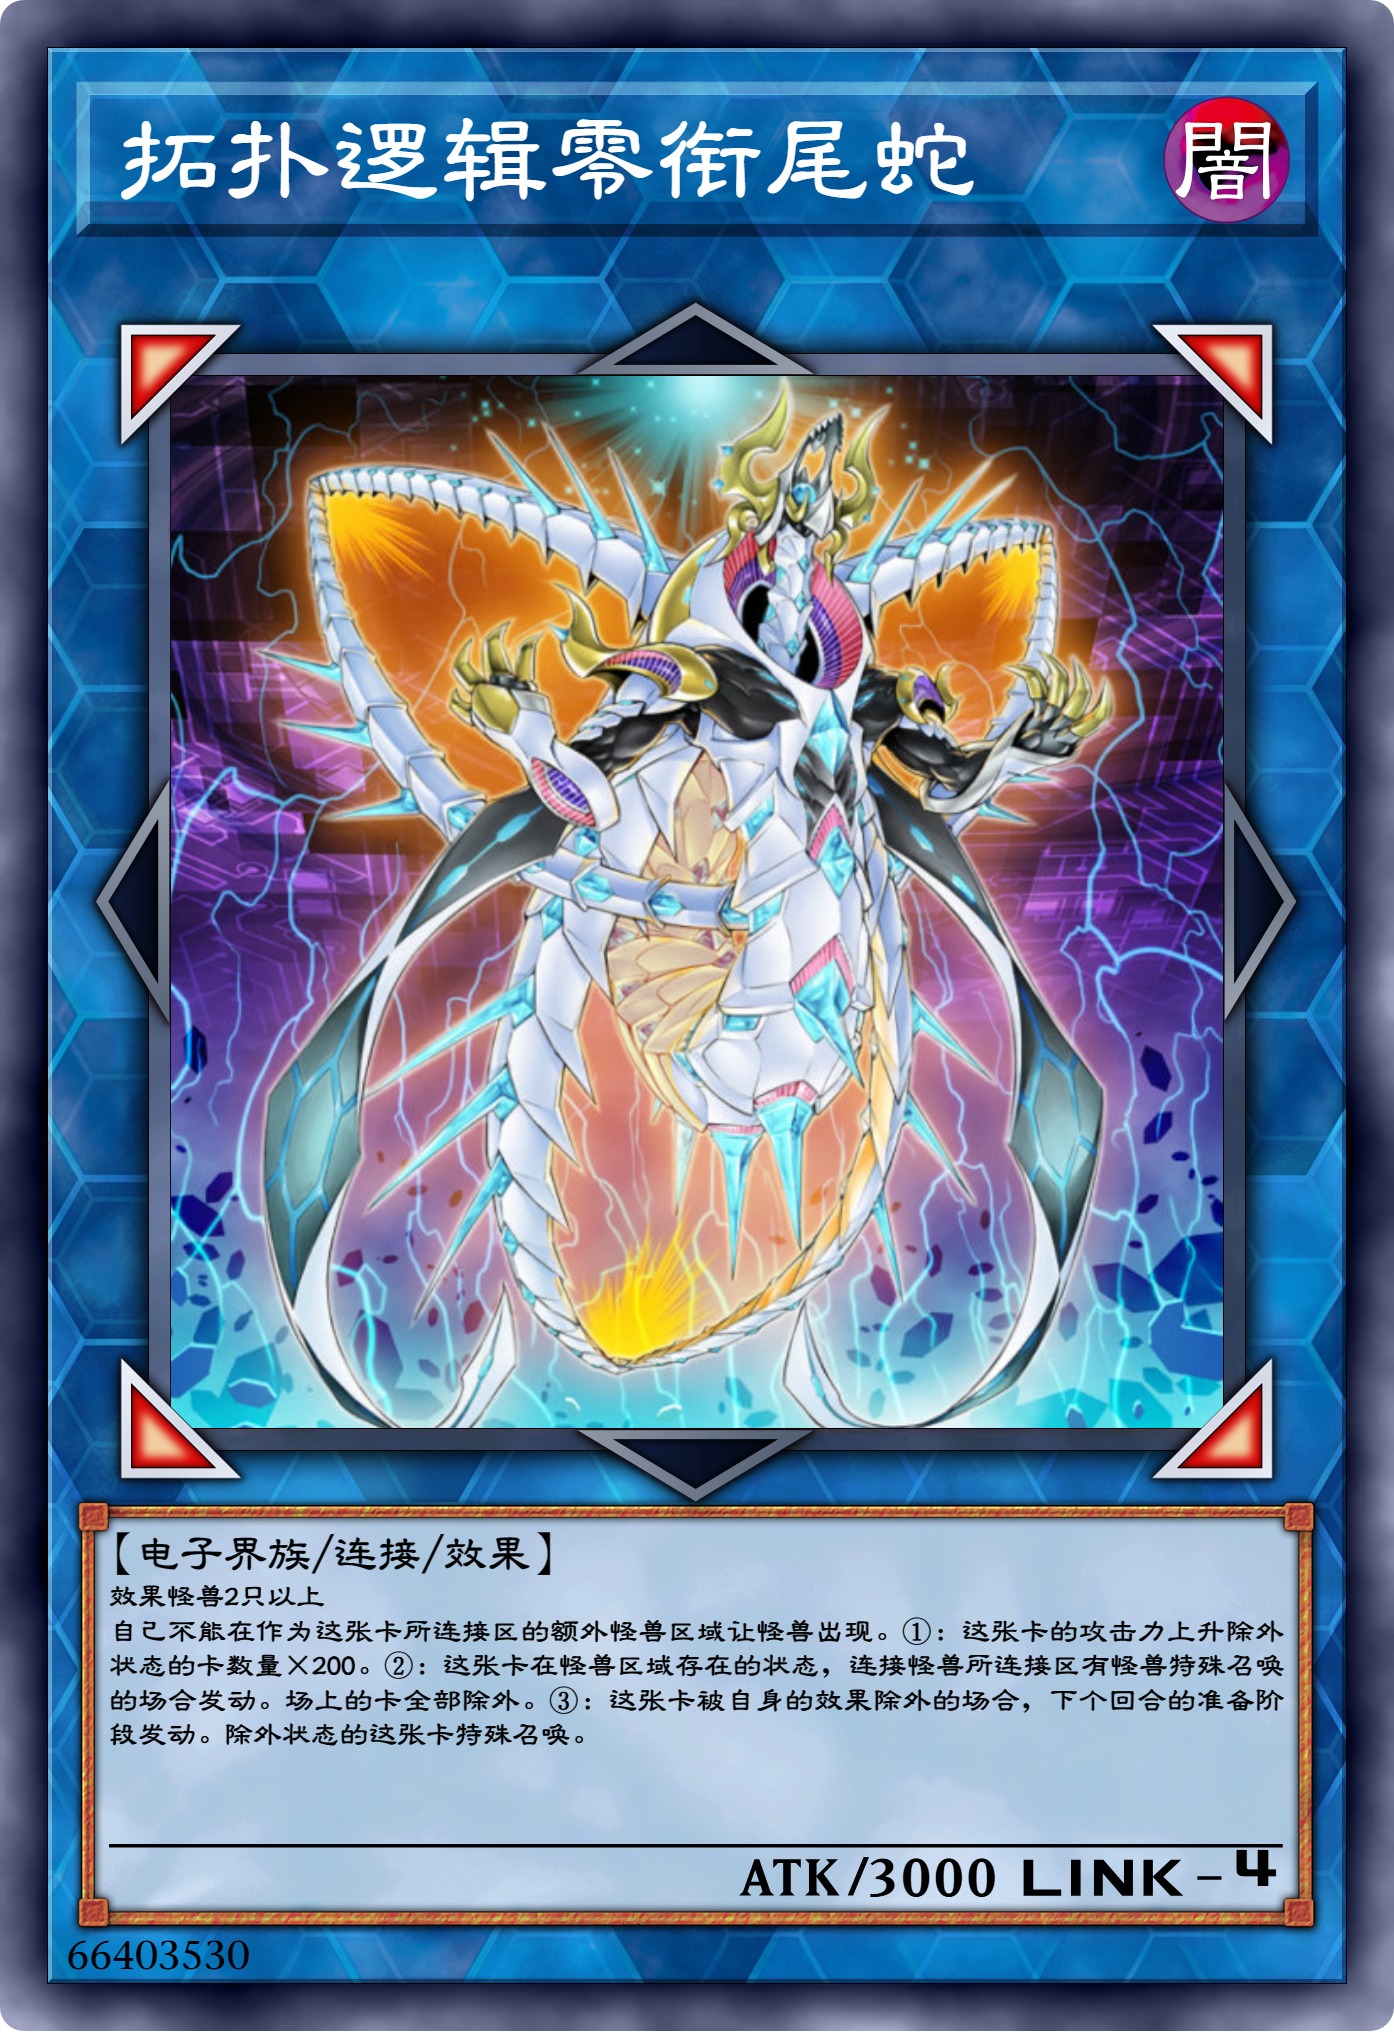 拓扑逻辑零衔尾蛇
闇
【电子界族/连接/效果】
效果怪兽2只以上
自己不能在作为这张卡所连接区的额外怪兽区域让怪兽出现。①：这张卡的攻击力上升除外
状态的卡数量×200。②：这张卡在怪兽区域存在的状态，连接怪兽所连接区有怪兽特殊召唤
的场合发动。场上的卡全部除外。③：这张卡被自身的效果除外的场合，下个回合的准备阶
段发动。除外状态的这张卡特殊召唤。
ATK/3000 LINK-4
66403530